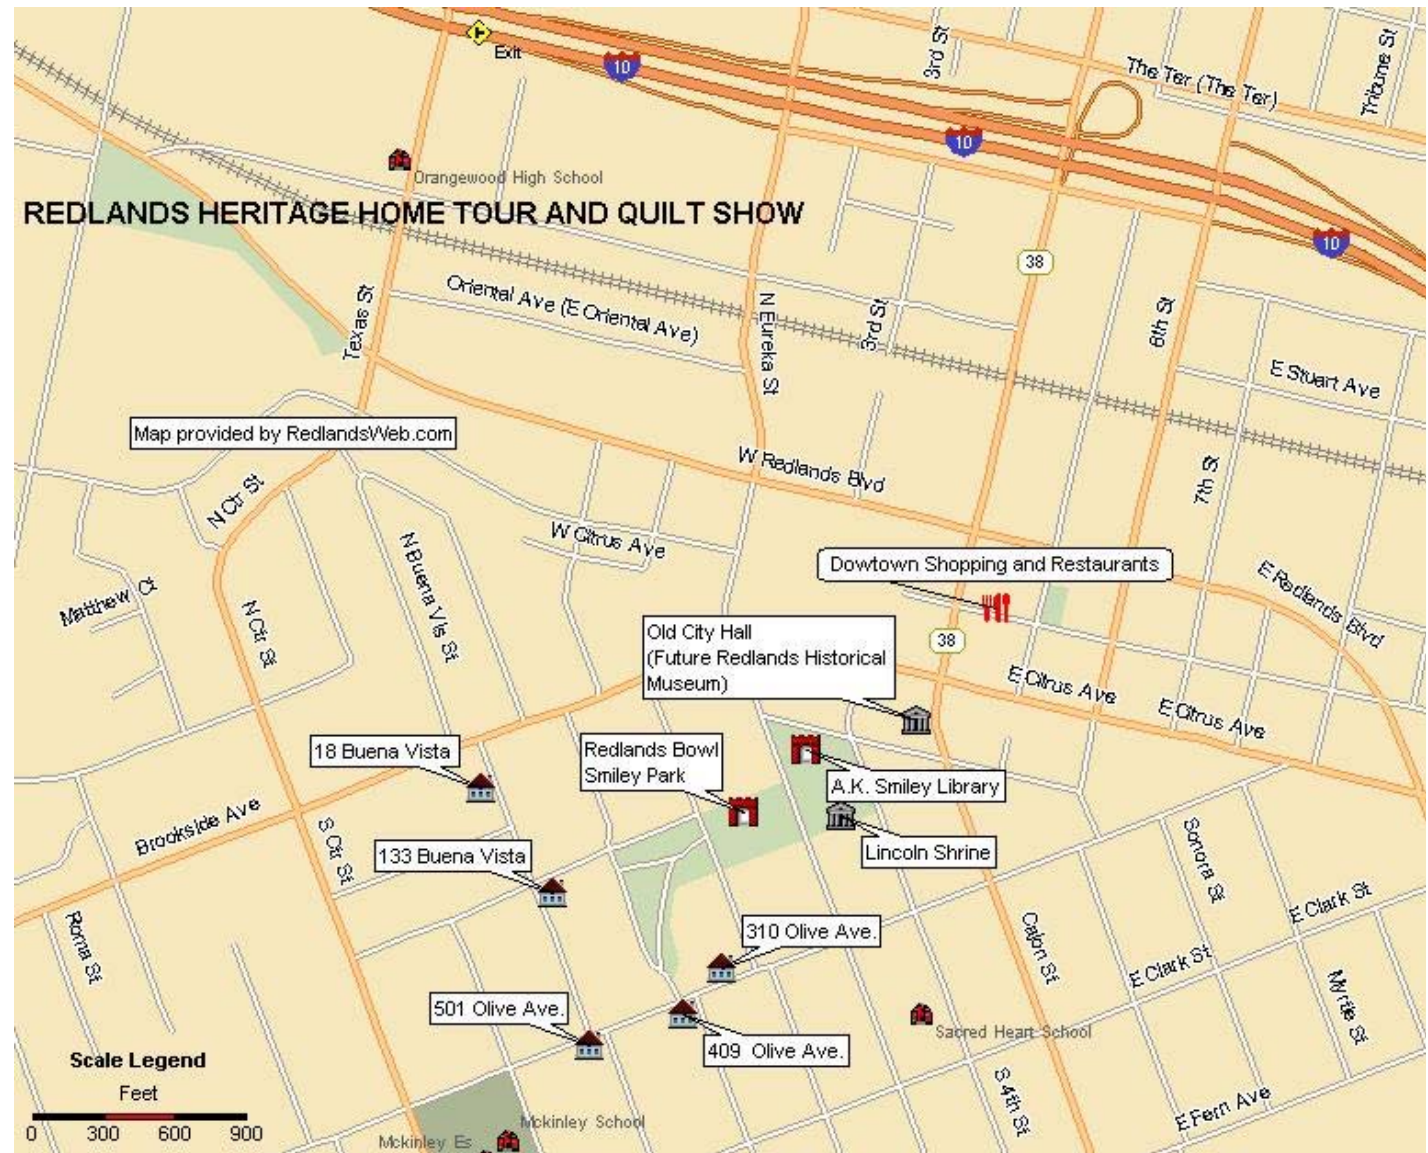 Exit
10
3rd St
The Ter (The Ter)
Tribune St
10
Orangewood High School
REDLANDS HERITAGE HOME TOUR AND QUILT SHOW
10
38
Texas St
Oriental Ave (E Oriental Ave)
N Eureka St
3rd St
6th St
E Stuart Ave
Map provided by RedlandsWeb.com
W Redlands Blvd
7th St
N Ctr St
N Buena Vis St
W Citrus Ave
Dowtown Shopping and Restaurants
E Redlands Blvd
Matthew Ct
N Ctr St
Old City Hall
(Future Redlands Historical
Museum)
38
E Citrus Ave
E Citrus Ave
18 Buena Vista
Redlands Bowl
Smiley Park
A.K. Smiley Library
Brookside Ave
S Ctr St
133 Buena Vista
Lincoln Shrine
Sonora St
E Clark St
Roma St
310 Olive Ave.
Cajon St
E Clark St
Myrtle St
501 Olive Ave.
409 Olive Ave.
Sacred Heart School
S 4th St
E Fern Ave
Scale Legend
Feet
0 300 600 900
Mckinley School
Mckinley Es